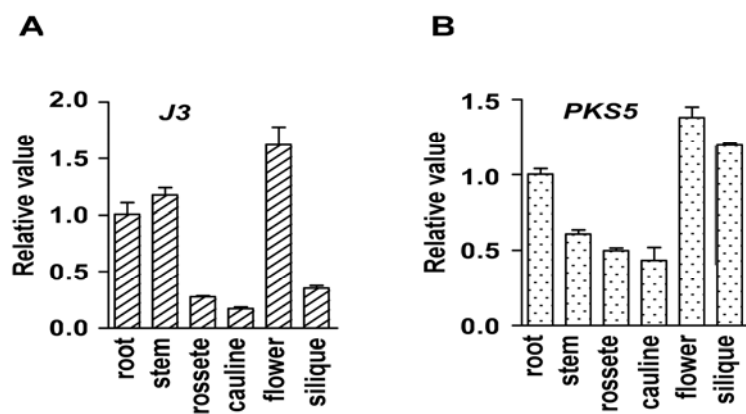 A
J3
Relative value
2.0
1.5
1.0
0.5
0.0
root
stem
rossete
cauline
flower
silique
B
PKS5
Relative value
1.5
1.0
0.5
0.0
root
stem
rossete
cauline
flower
silique